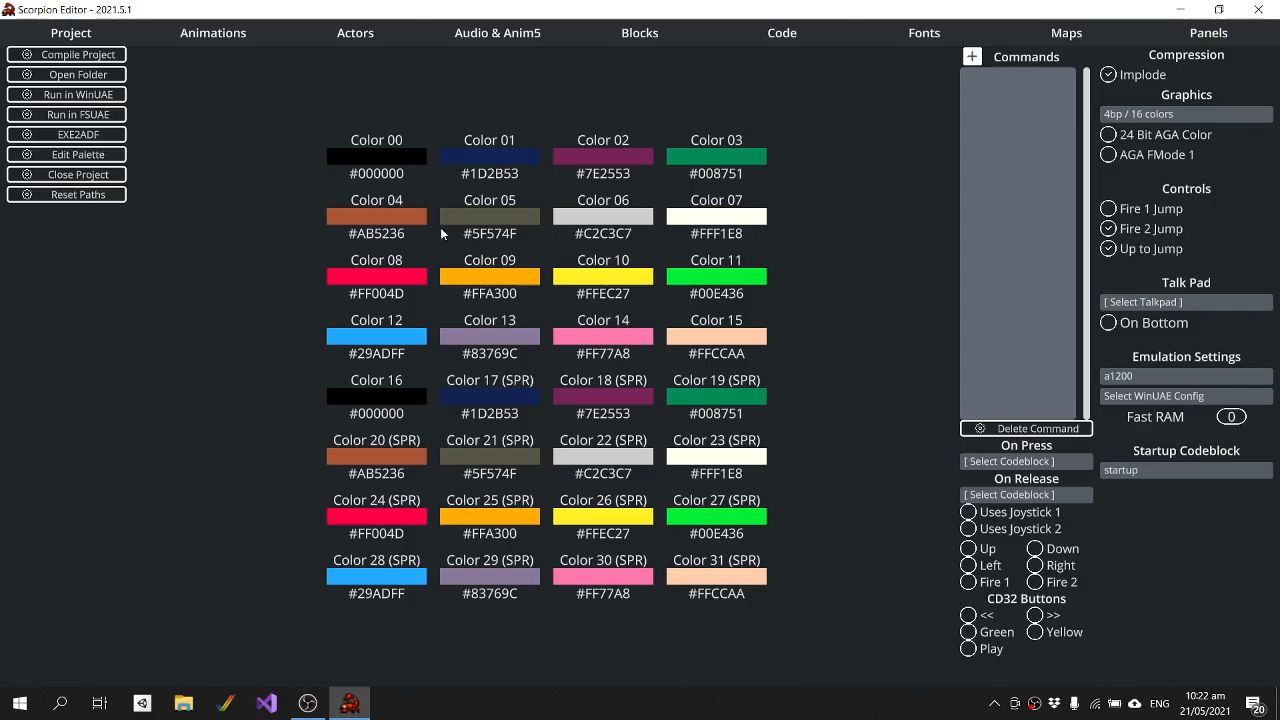 Scorpion Editor - 2021.5.1
Project Animations Actors Audio & Anim5 Blocks Code Fonts Maps Panels
Compile Project
Open Folder
Run in WinUAE
Run in FSUAE
EXE2ADF
Edit Palette
Close Project
Reset Paths
Color 00 Color 01 Color 02 Color 03
#000000 #1D2B53 #7E2553 #008751
Color 04 Color 05 Color 06 Color 07
#AB5236 #5F574F #C2C3C7 #FFF1E8
Color 08 Color 09 Color 10 Color 11
#FF004D #FFA300 #FFEC27 #00E436
Color 12 Color 13 Color 14 Color 15
#29ADFF #83769C #FF77A8 #FFCCAA
Color 16 Color 17 (SPR) Color 18 (SPR) Color 19 (SPR)
#000000 #1D2B53 #7E2553 #008751
Color 20 (SPR) Color 21 (SPR) Color 22 (SPR) Color 23 (SPR)
#AB5236 #5F574F #C2C3C7 #FFF1E8
Color 24 (SPR) Color 25 (SPR) Color 26 (SPR) Color 27 (SPR)
#FF004D #FFA300 #FFEC27 #00E436
Color 28 (SPR) Color 29 (SPR) Color 30 (SPR) Color 31 (SPR)
#29ADFF #83769C #FF77A8 #FFCCAA
+ Commands
Delete Command
On Press
[ Select Codeblock ]
On Release
[ Select Codeblock ]
Uses Joystick 1
Uses Joystick 2
Up Down
Left Right
Fire 1 Fire 2
CD32 Buttons
<< >>
Green Yellow
Play
Compression
Implode
Graphics
4bp / 16 colors
24 Bit AGA Color
AGA FMode 1
Controls
Fire 1 Jump
Fire 2 Jump
Up to Jump
Talk Pad
[ Select Talkpad ]
On Bottom
Emulation Settings
a1200
Select WinUAE Config
Fast RAM 0
Startup Codeblock
startup
ENG
10:22 am
21/05/2021
20